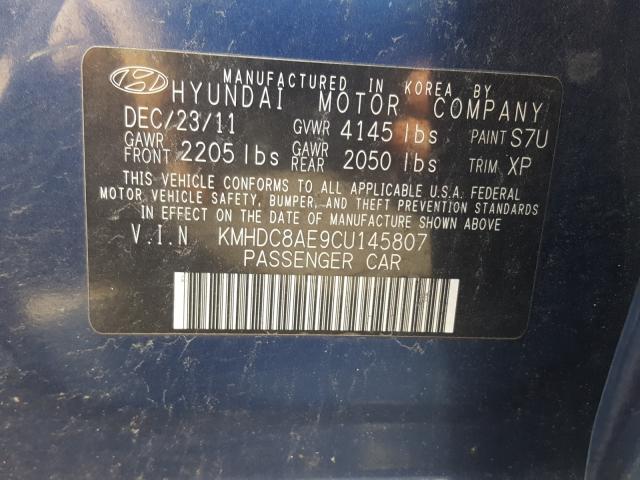 MANUFACTURED IN KOREA BY
HYUNDAI MOTOR COMPANY
DEC/23/11 GVWR 4145 lbs PAINT S7U
GAWR FRONT 2205 lbs GAWR REAR 2050 lbs TRIM XP
THIS VEHICLE CONFORMS TO ALL APPLICABLE U.S.A. FEDERAL
MOTOR VEHICLE SAFETY, BUMPER, AND THEFT PREVENTION STANDARDS
IN EFFECT ON THE DATE OF MANUFACTURE SHOWN ABOVE
V.I.N KMHDC8AE9CU145807
PASSENGER CAR